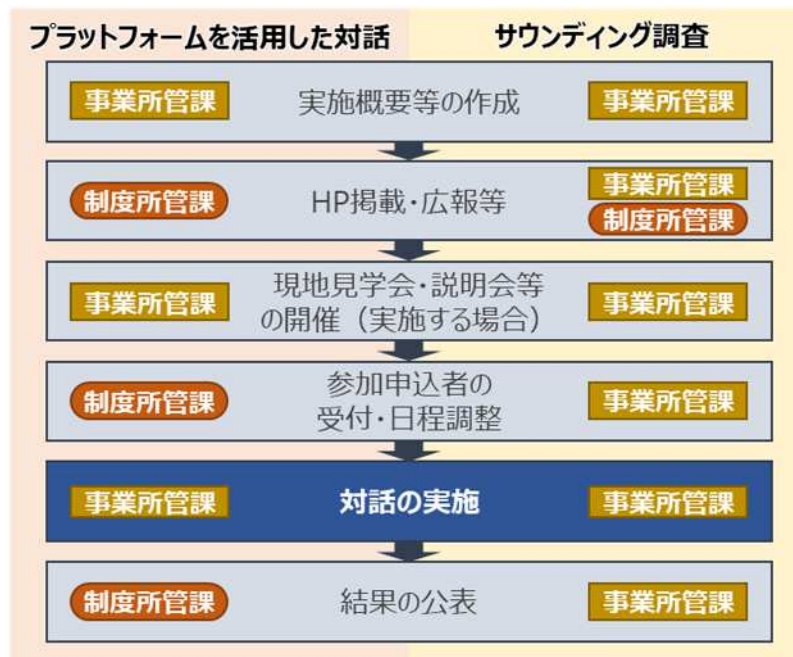 プラットフォームを活用した対話
サウンディング調査
事業所管課
実施概要等の作成
事業所管課
制度所管課
HP掲載・広報等
事業所管課
制度所管課
事業所管課
現地見学会・説明会等
の開催（実施する場合）
事業所管課
制度所管課
参加申込者の
受付・日程調整
事業所管課
事業所管課
対話の実施
事業所管課
制度所管課
結果の公表
事業所管課